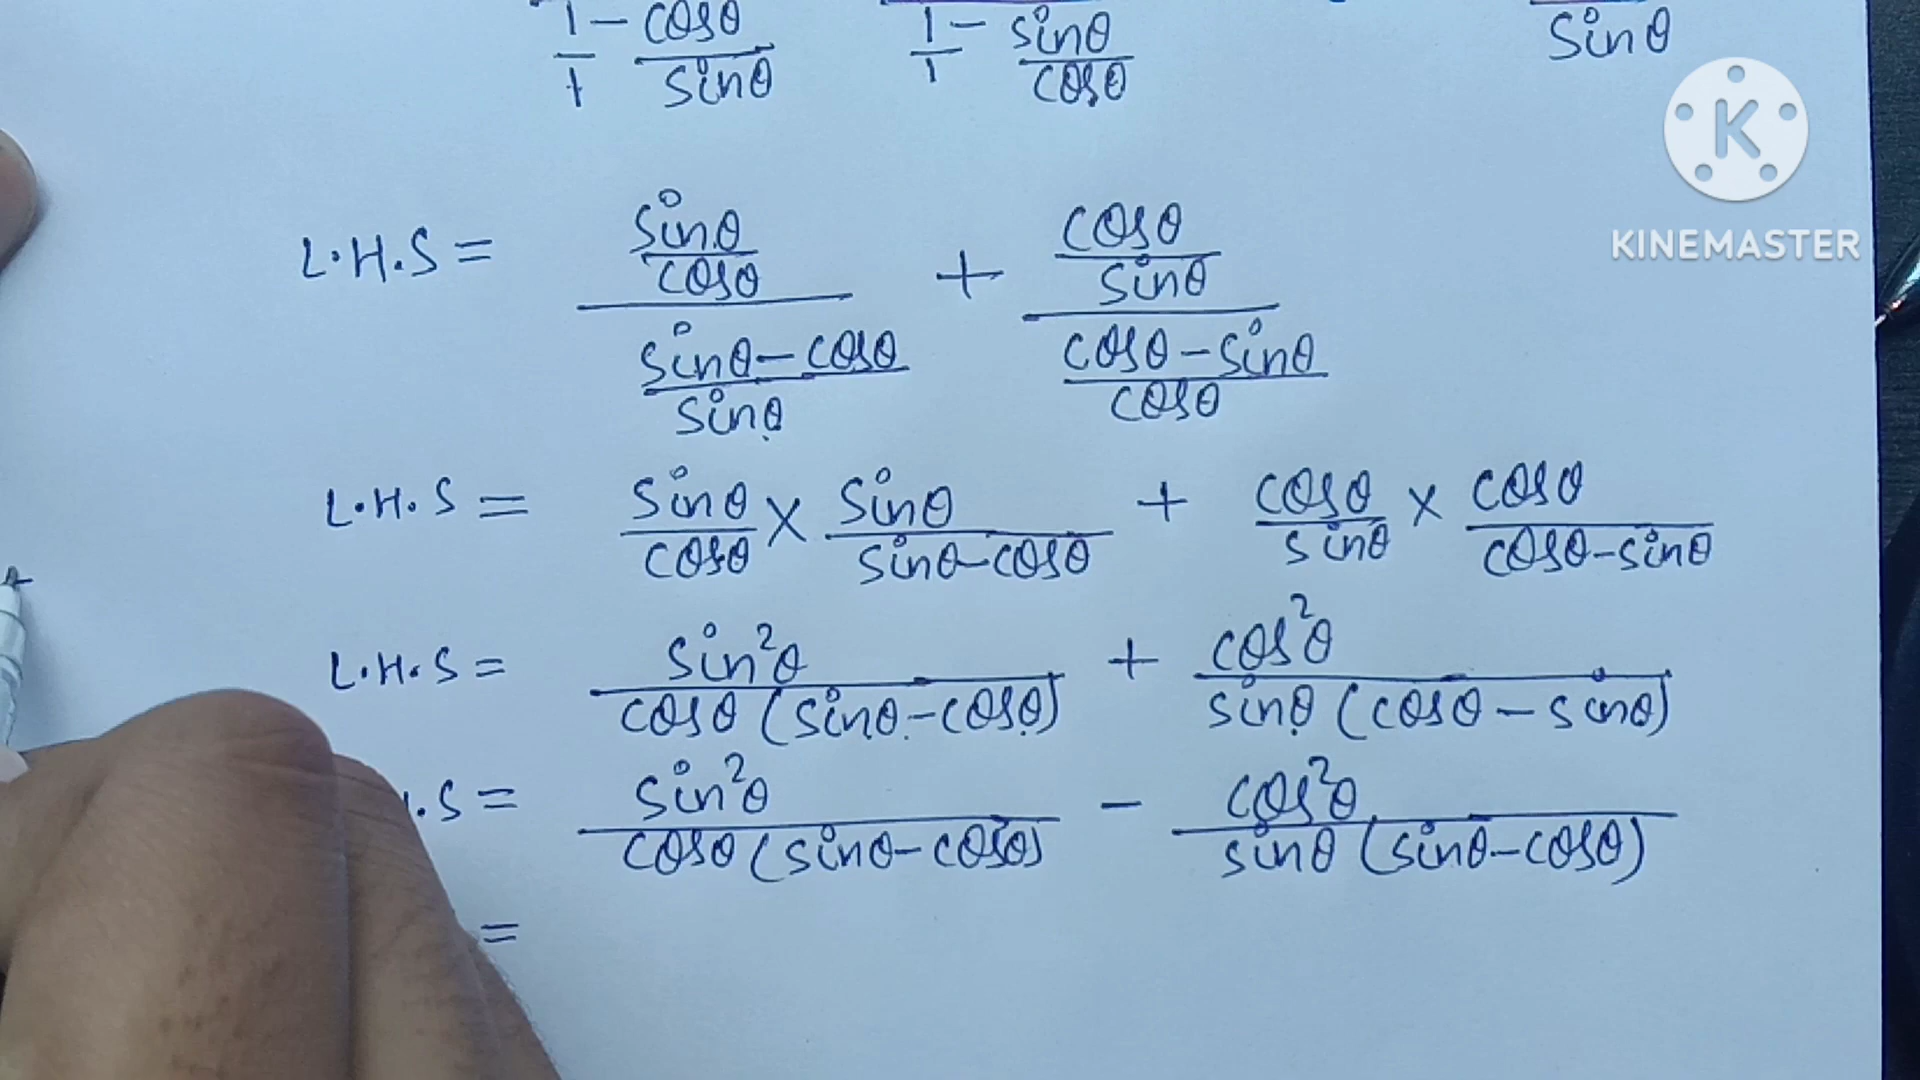 1/1 - cosθ/sinθ 1/1 - sinθ/cosθ sinθ
KINEMASTER
L.H.S = (sinθ/cosθ)/((sinθ-cosθ)/sinθ) + (cosθ/sinθ)/((cosθ-sinθ)/cosθ)
L.H.S = sinθ/cosθ × sinθ/(sinθ-cosθ) + cosθ/sinθ × cosθ/(cosθ-sinθ)
L.H.S = sin²θ/cosθ(sinθ-cosθ) + cos²θ/sinθ(cosθ-sinθ)
.S = sin²θ/cosθ(sinθ-cosθ) - cos²θ/sinθ(sinθ-cosθ)
=